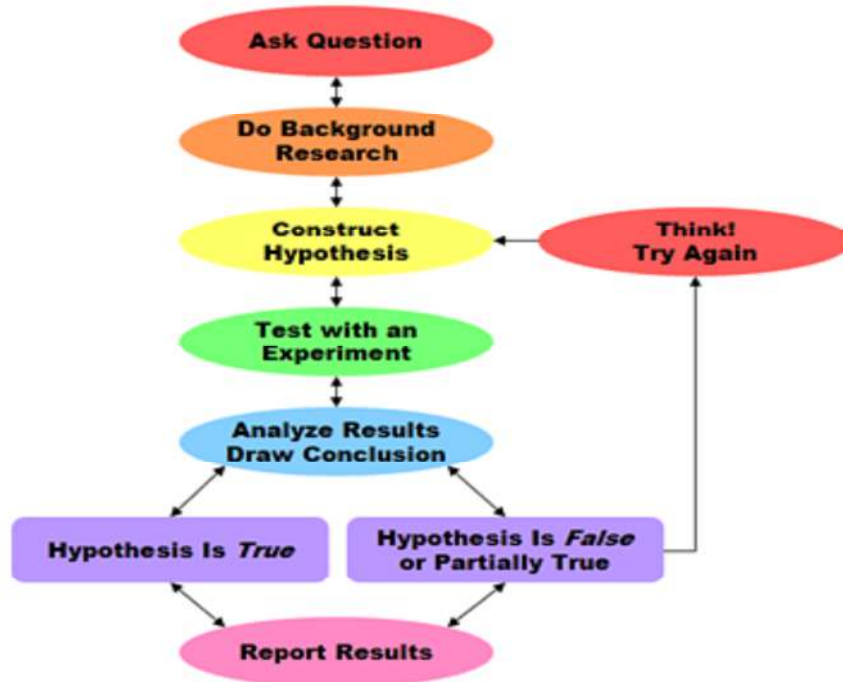 Ask Question
Do Background
Research
Construct
Hypothesis
Think!
Try Again
Test with an
Experiment
Analyze Results
Draw Conclusion
Hypothesis Is True
Hypothesis Is False
or Partially True
Report Results